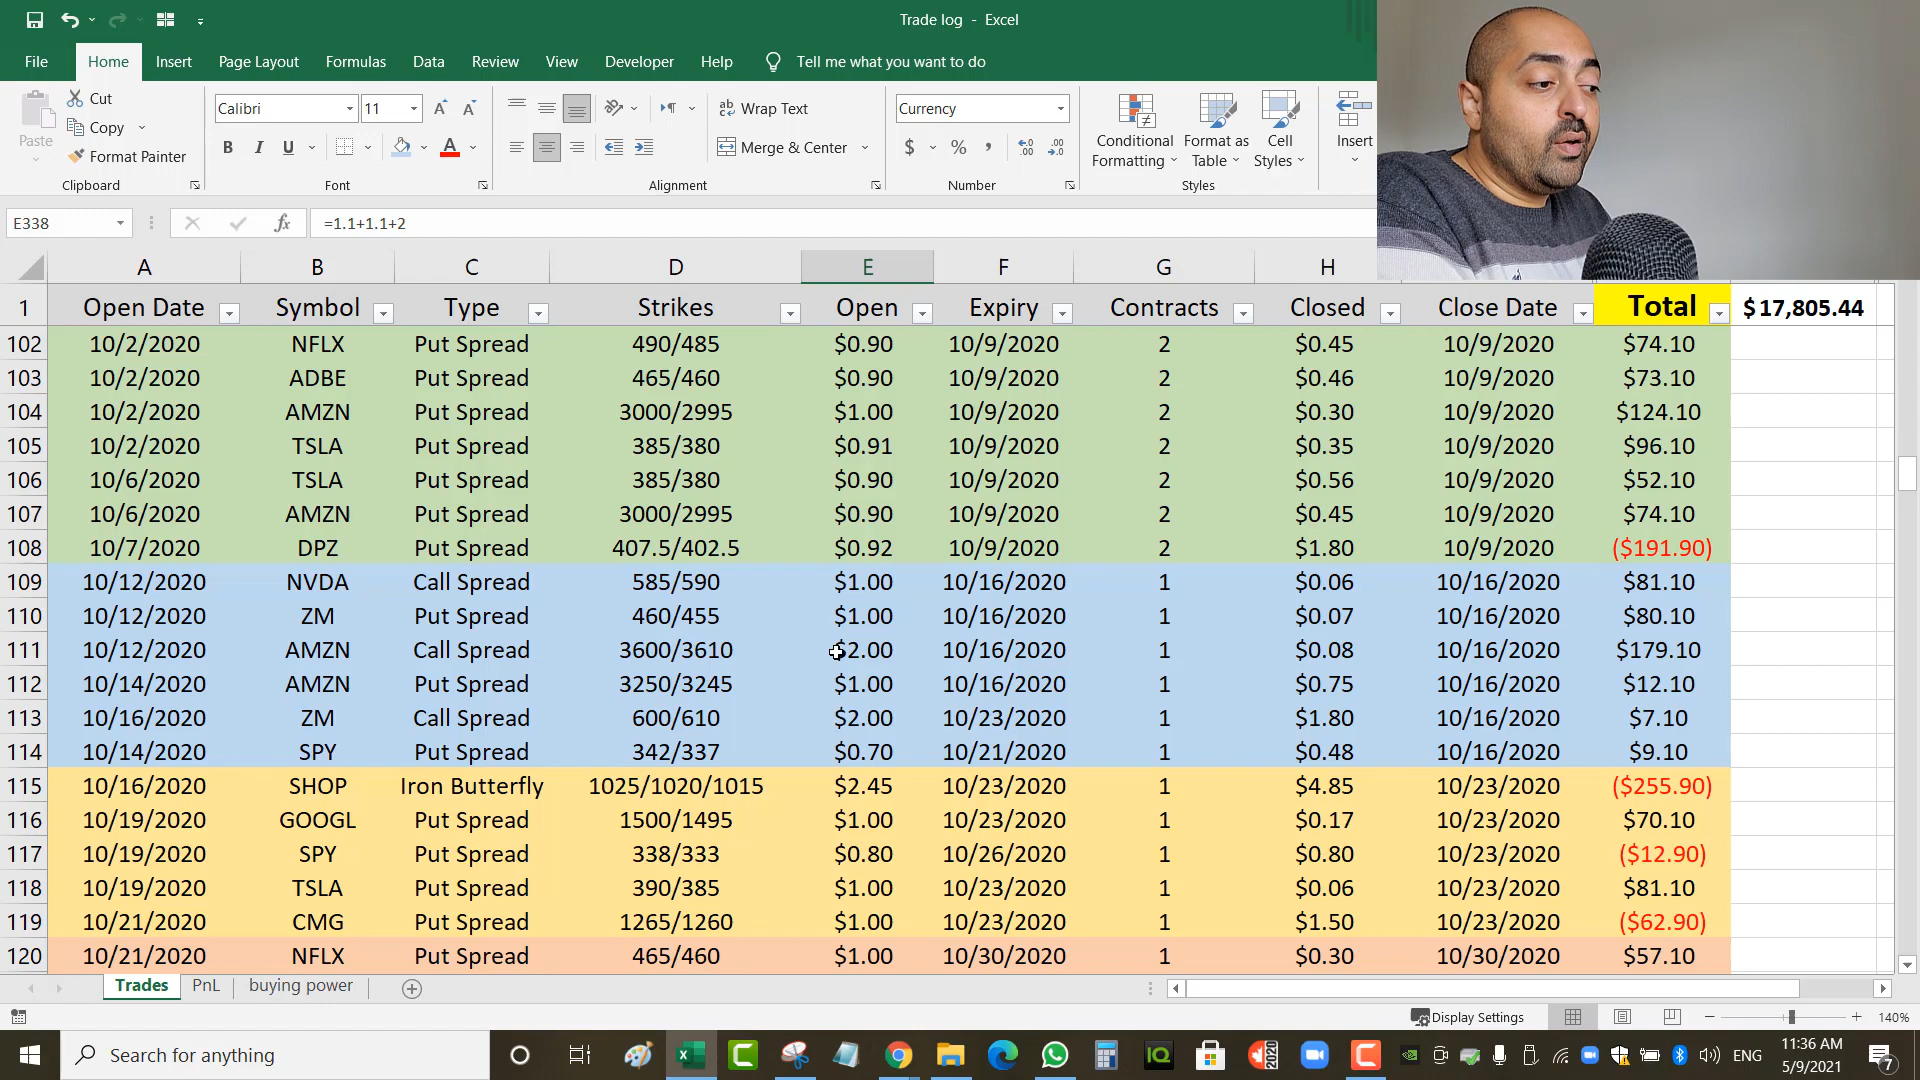 Trade log - Excel
File Home Insert Page Layout Formulas Data Review View Developer Help Tell me what you want to do
Paste
Cut
Copy
Format Painter
Clipboard
Calibri 11
B I U
Font
Wrap Text
Merge & Center
Alignment
Currency
$ % ,
Number
Conditional Formatting
Format as Table
Cell Styles
Styles
Insert
E338 fx =1.1+1.1+2
A B C D E F G H
1 Open Date Symbol Type Strikes Open Expiry Contracts Closed Close Date Total $17,805.44
102 10/2/2020 NFLX Put Spread 490/485 $0.90 10/9/2020 2 $0.45 10/9/2020 $74.10
103 10/2/2020 ADBE Put Spread 465/460 $0.90 10/9/2020 2 $0.46 10/9/2020 $73.10
104 10/2/2020 AMZN Put Spread 3000/2995 $1.00 10/9/2020 2 $0.30 10/9/2020 $124.10
105 10/2/2020 TSLA Put Spread 385/380 $0.91 10/9/2020 2 $0.35 10/9/2020 $96.10
106 10/6/2020 TSLA Put Spread 385/380 $0.90 10/9/2020 2 $0.56 10/9/2020 $52.10
107 10/6/2020 AMZN Put Spread 3000/2995 $0.90 10/9/2020 2 $0.45 10/9/2020 $74.10
108 10/7/2020 DPZ Put Spread 407.5/402.5 $0.92 10/9/2020 2 $1.80 10/9/2020 ($191.90)
109 10/12/2020 NVDA Call Spread 585/590 $1.00 10/16/2020 1 $0.06 10/16/2020 $81.10
110 10/12/2020 ZM Put Spread 460/455 $1.00 10/16/2020 1 $0.07 10/16/2020 $80.10
111 10/12/2020 AMZN Call Spread 3600/3610 $2.00 10/16/2020 1 $0.08 10/16/2020 $179.10
112 10/14/2020 AMZN Put Spread 3250/3245 $1.00 10/16/2020 1 $0.75 10/16/2020 $12.10
113 10/16/2020 ZM Call Spread 600/610 $2.00 10/23/2020 1 $1.80 10/16/2020 $7.10
114 10/14/2020 SPY Put Spread 342/337 $0.70 10/21/2020 1 $0.48 10/16/2020 $9.10
115 10/16/2020 SHOP Iron Butterfly 1025/1020/1015 $2.45 10/23/2020 1 $4.85 10/23/2020 ($255.90)
116 10/19/2020 GOOGL Put Spread 1500/1495 $1.00 10/23/2020 1 $0.17 10/23/2020 $70.10
117 10/19/2020 SPY Put Spread 338/333 $0.80 10/26/2020 1 $0.80 10/23/2020 ($12.90)
118 10/19/2020 TSLA Put Spread 390/385 $1.00 10/23/2020 1 $0.06 10/23/2020 $81.10
119 10/21/2020 CMG Put Spread 1265/1260 $1.00 10/23/2020 1 $1.50 10/23/2020 ($62.90)
120 10/21/2020 NFLX Put Spread 465/460 $1.00 10/30/2020 1 $0.30 10/30/2020 $57.10
Trades PnL buying power
Display Settings 140%
Search for anything
ENG
11:36 AM
5/9/2021
7